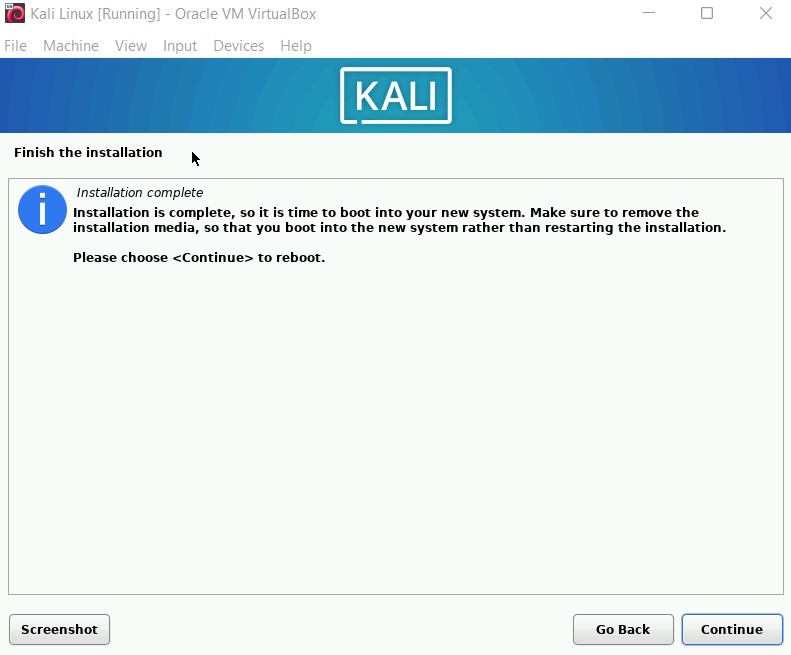 Kali Linux [Running] - Oracle VM VirtualBox
File Machine View Input Devices Help
KALI
Finish the installation
Installation complete
Installation is complete, so it is time to boot into your new system. Make sure to remove the
installation media, so that you boot into the new system rather than restarting the installation.
Please choose <Continue> to reboot.
Screenshot Go Back Continue